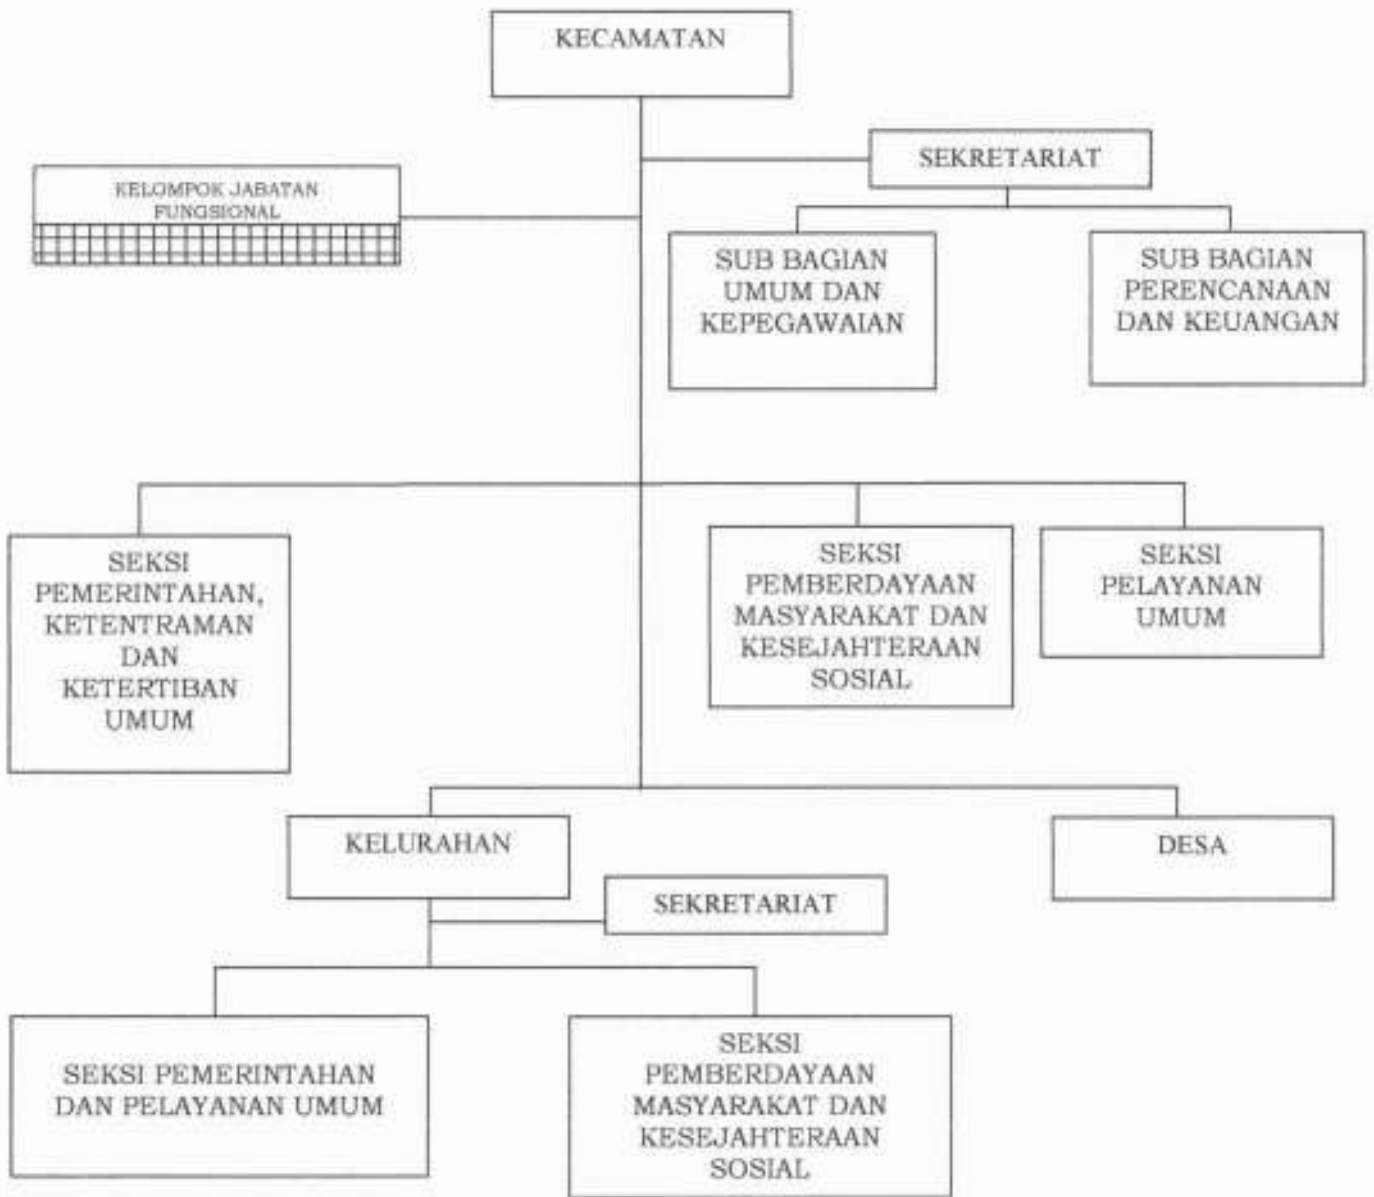 KECAMATAN
SEKRETARIAT
KELOMPOK JABATAN
FUNGSIONAL
SUB BAGIAN
UMUM DAN
KEPEGAWAIAN
SUB BAGIAN
PERENCANAAN
DAN KEUANGAN
SEKSI
PEMERINTAHAN,
KETENTRAMAN
DAN
KETERTIBAN
UMUM
SEKSI
PEMBERDAYAAN
MASYARAKAT DAN
KESEJAHTERAAN
SOSIAL
SEKSI
PELAYANAN
UMUM
KELURAHAN
DESA
SEKRETARIAT
SEKSI PEMERINTAHAN
DAN PELAYANAN UMUM
SEKSI
PEMBERDAYAAN
MASYARAKAT DAN
KESEJAHTERAAN
SOSIAL